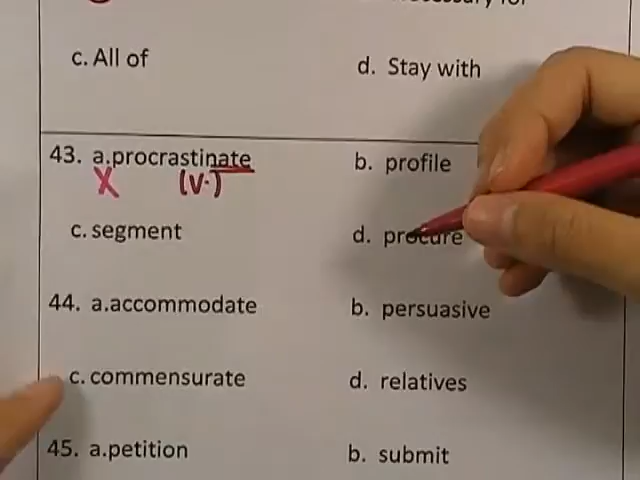 c. All of d. Stay with
43. a.procrastinate b. profile
X (v.)
c. segment d. procure
44. a.accommodate b. persuasive
c. commensurate d. relatives
45. a.petition b. submit